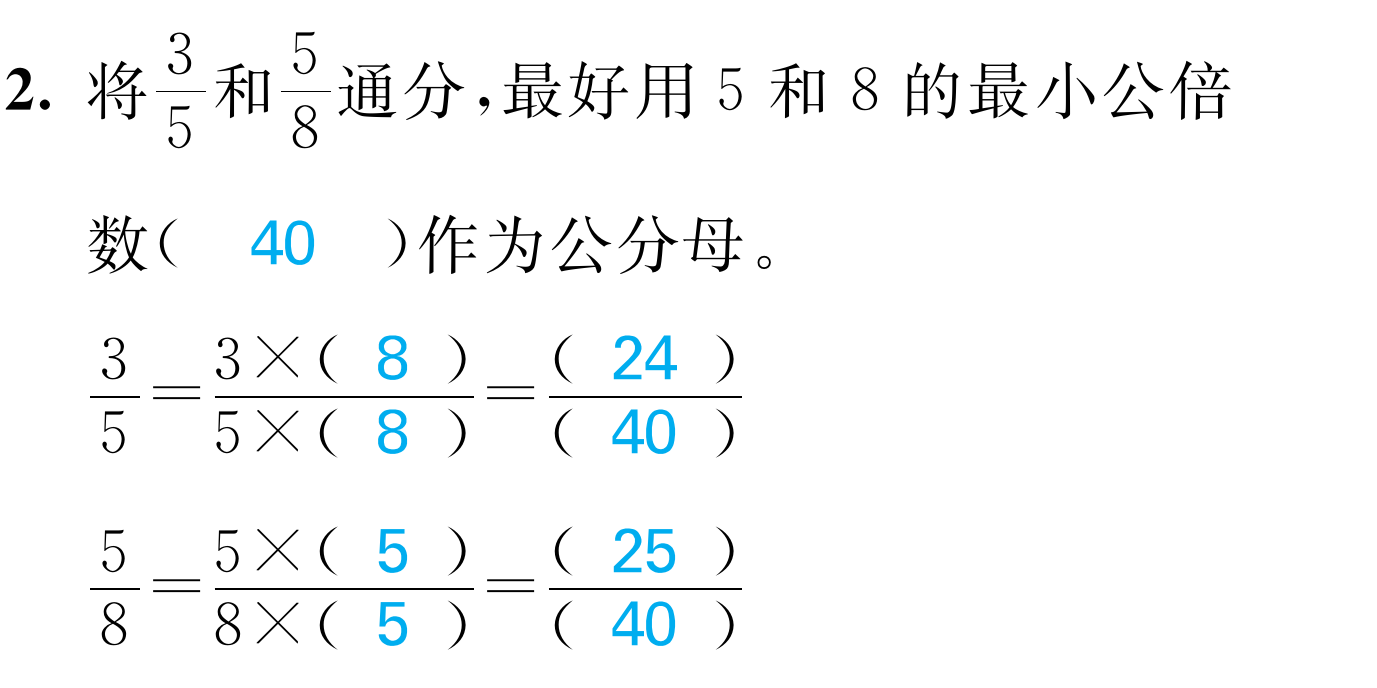 2. 将3/5和5/8通分,最好用 5 和 8 的最小公倍
数( 40 )作为公分母。
3/5=3×( 8 )/5×( 8 )=( 24 )/( 40 )
5/8=5×( 5 )/8×( 5 )=( 25 )/( 40 )